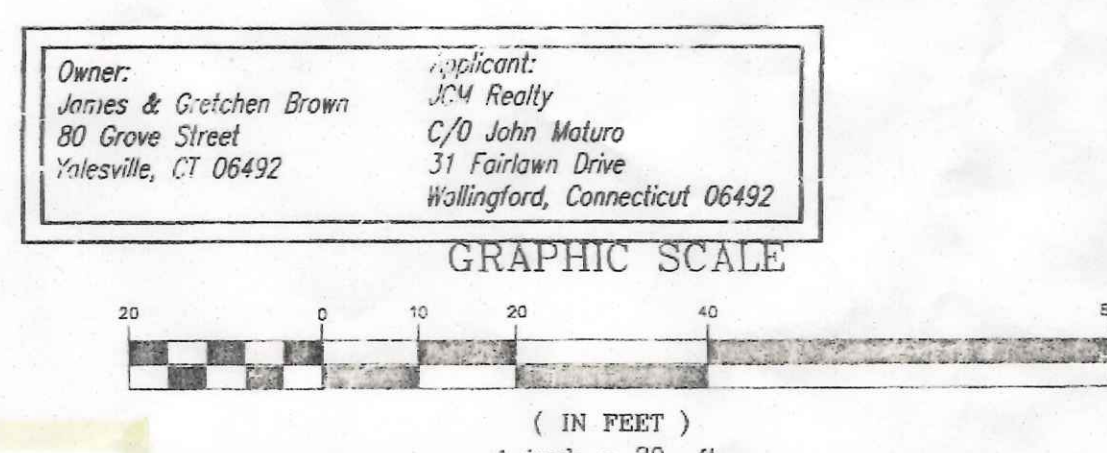 Owner:
James & Gretchen Brown
80 Grove Street
Yalesville, CT 06492
Applicant:
JCM Realty
C/O John Maturo
31 Fairlawn Drive
Wallingford, Connecticut 06492
GRAPHIC SCALE
20 0 10 20 40
( IN FEET )